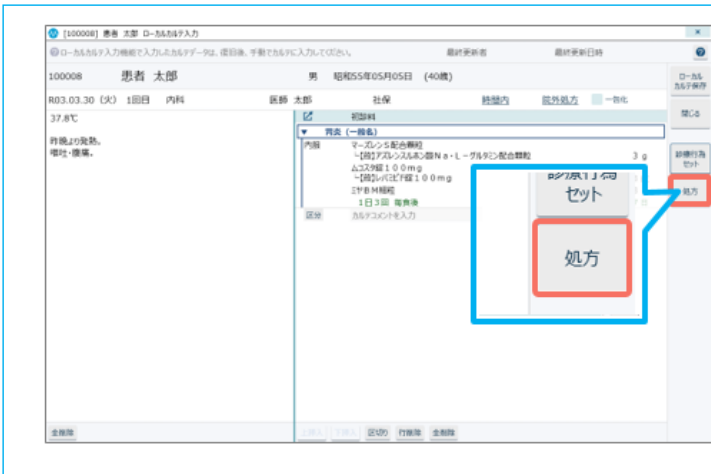 [100008] 患者 太郎 ローカルカルテ入力
ローカルカルテ入力機能で入力したカルテデータは、復旧後、手動でカルテに入力してください。 最終更新者 最終更新日時
100008 患者 太郎 男 昭和55年05月05日 (40歳)
R03.03.30 (火) 1回目 内科 医師 太郎 社保 時間内 院外処方 一包化
ローカル
カルテ保存
閉じる
診療行為
セット
処方
37.8℃
昨晩より発熱。
嘔吐・腹痛。
初診料
胃炎 (一般名)
内服 マーズレンS配合顆粒
~【般】アズレンスルホン酸Na・L-グルタミン配合顆粒 3 g
ムコスタ錠100mg
~【般】レバミピド錠100mg
ミヤBM細粒
1日3回 毎食後
区分 カルテコメントを入力
セット
処方
全削除 上挿入 下挿入 区切り 行削除 全削除